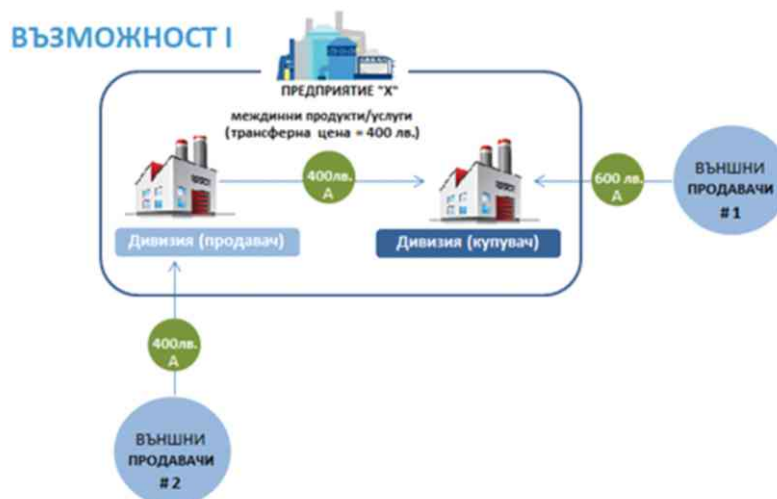 ВЪЗМОЖНОСТ I
ПРЕДПРИЯТИЕ "X"
междинни продукти/услуги
(трансферна цена = 400 лв.)
400лв.
А
600 лв.
А
ВЪНШНИ
ПРОДАВАЧИ
# 1
Дивизия (продавач)
Дивизия (купувач)
400лв.
А
ВЪНШНИ
ПРОДАВАЧИ
# 2